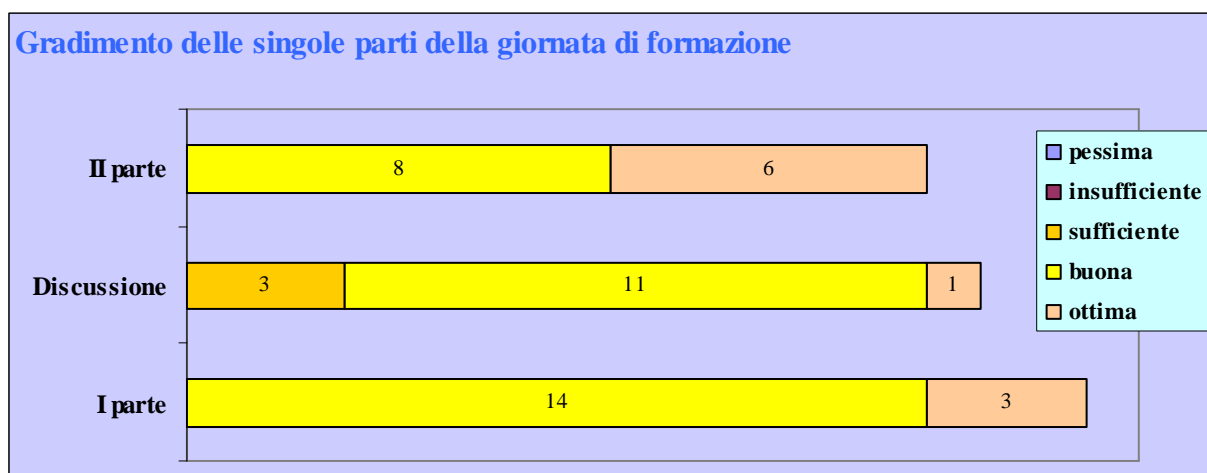 Gradimento delle singole parti della giornata di formazione
II parte
8
6
Discussione
3
11
1
I parte
14
3
pessima
insufficiente
sufficiente
buona
ottima